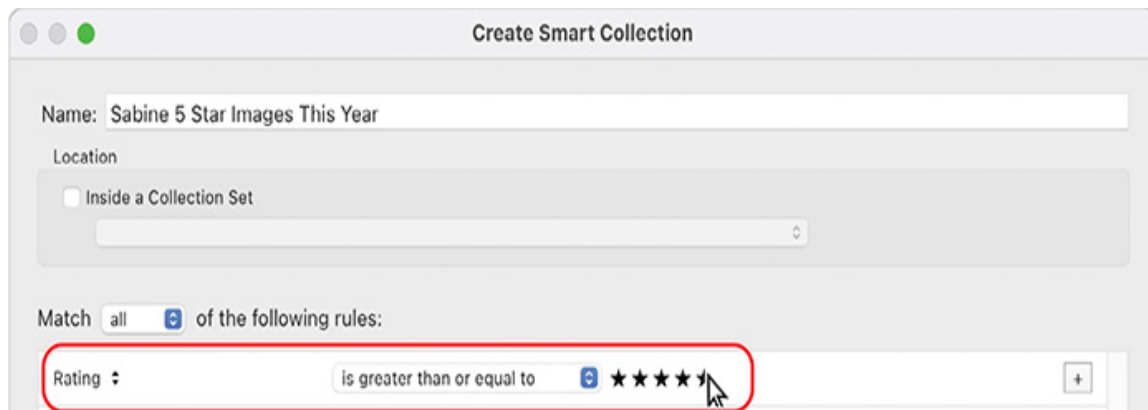 Create Smart Collection
Name: Sabine 5 Star Images This Year
Location
Inside a Collection Set
Match all of the following rules:
Rating is greater than or equal to ★★★★★